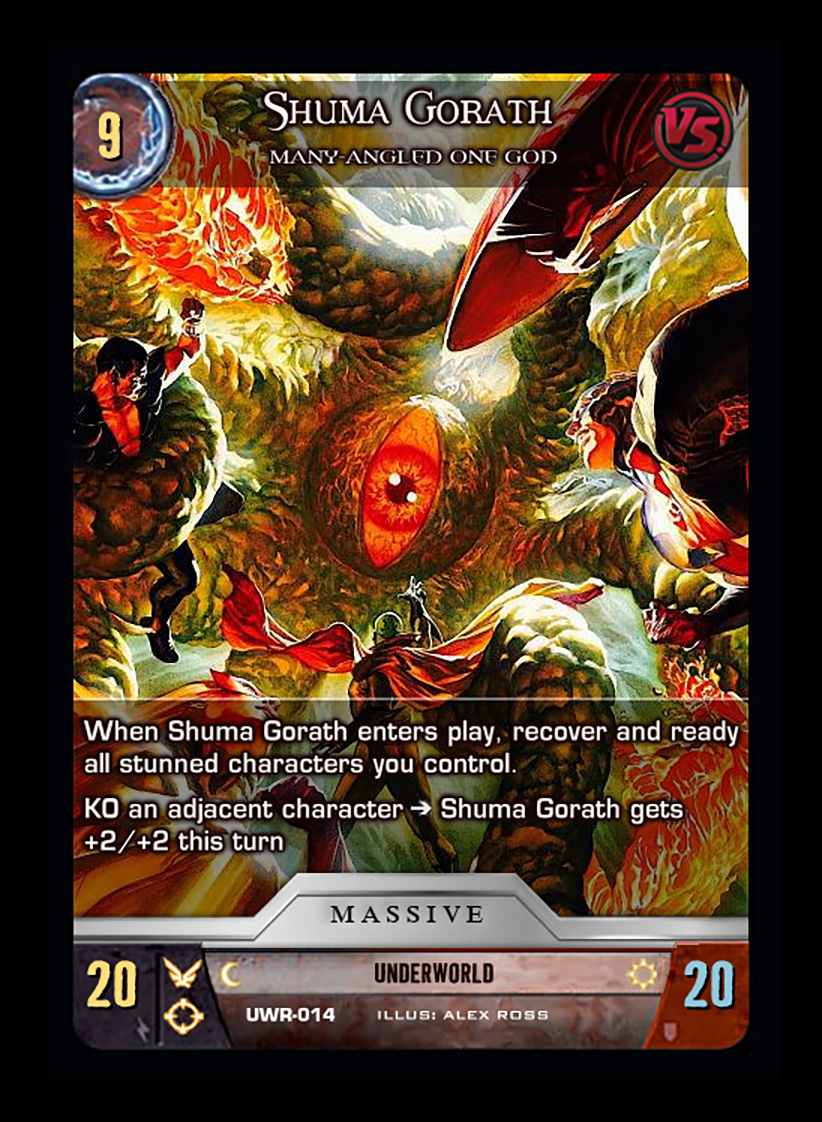 9
SHUMA GORATH
VS.
MANY-ANGLED ONE GOD
When Shuma Gorath enters play, recover and ready
all stunned characters you control.
KO an adjacent character → Shuma Gorath gets
+2/+2 this turn
MASSIVE
20
UNDERWORLD
20
UWR-014 ILLUS: ALEX ROSS